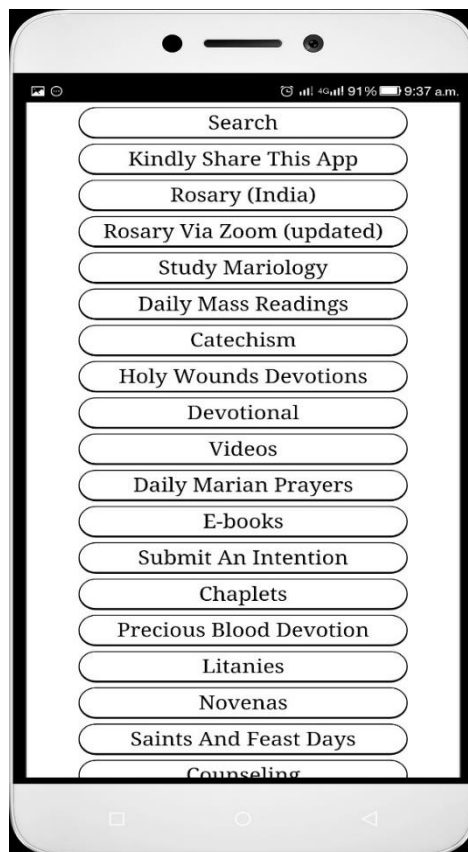 4G 91% 9:37 a.m.
Search
Kindly Share This App
Rosary (India)
Rosary Via Zoom (updated)
Study Mariology
Daily Mass Readings
Catechism
Holy Wounds Devotions
Devotional
Videos
Daily Marian Prayers
E-books
Submit An Intention
Chaplets
Precious Blood Devotion
Litanies
Novenas
Saints And Feast Days
Counseling